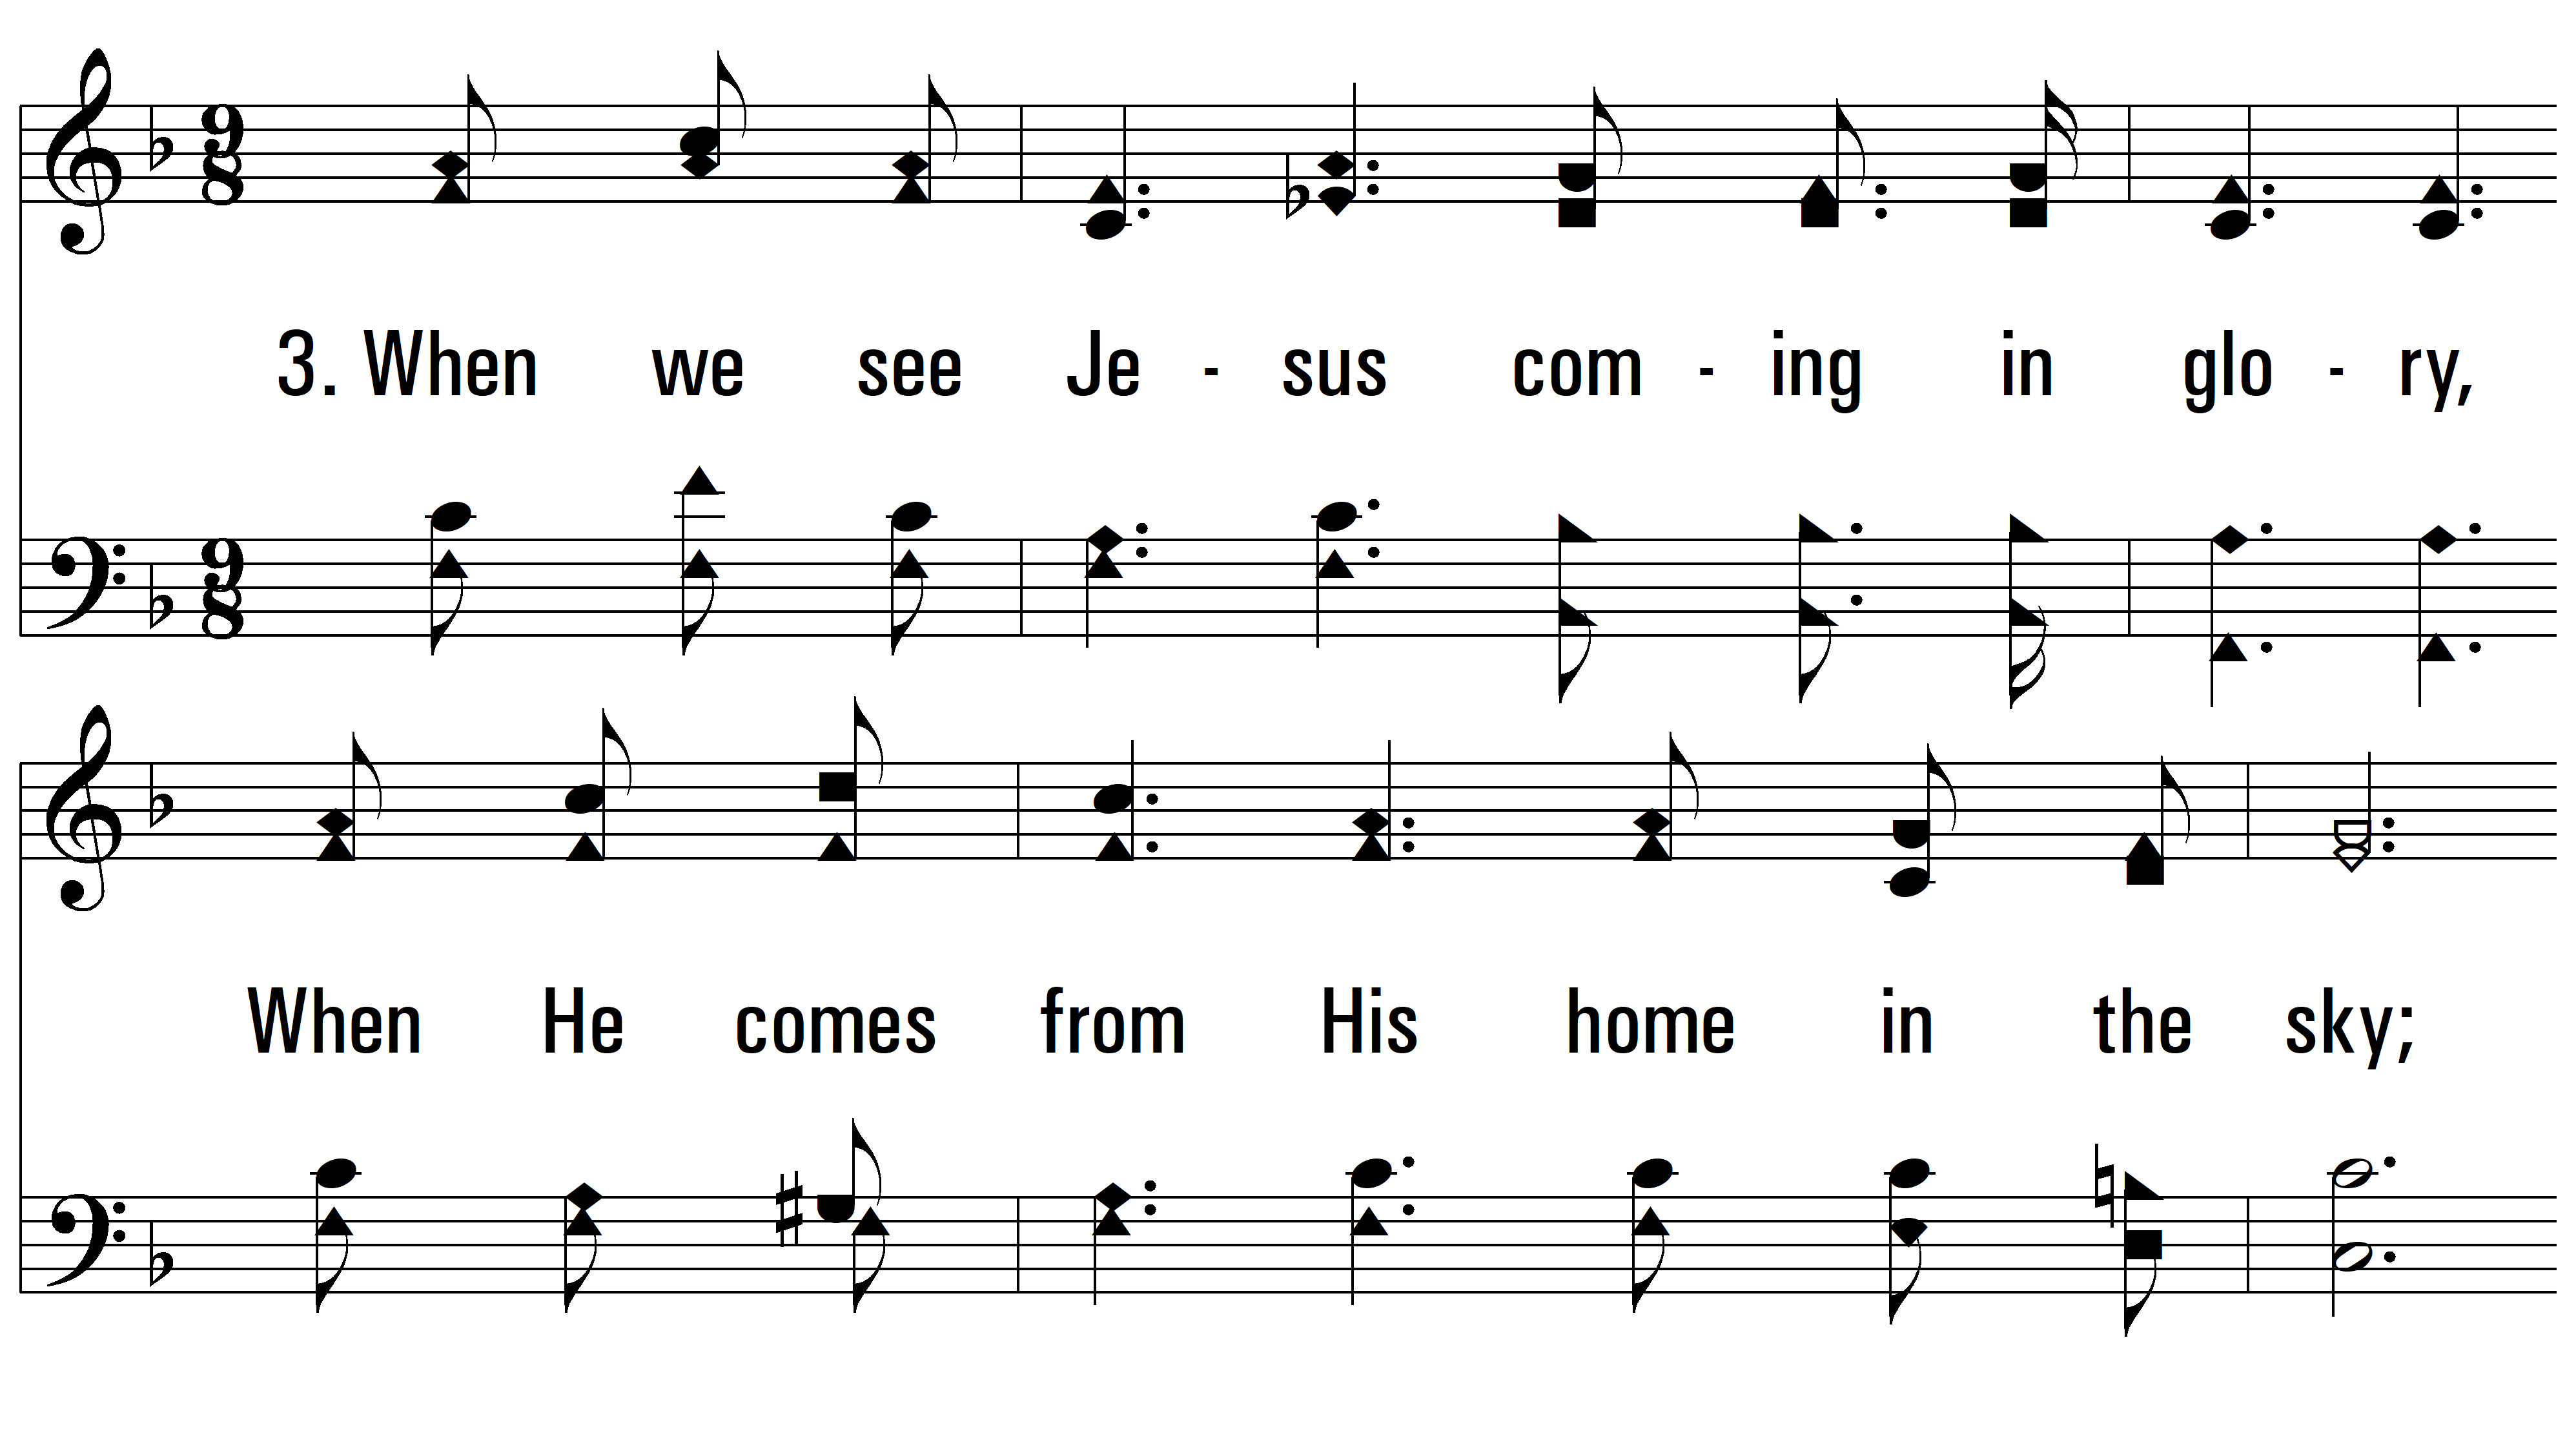 3. When we see Je - sus com - ing in glo - ry,
When He comes from His home in the sky;